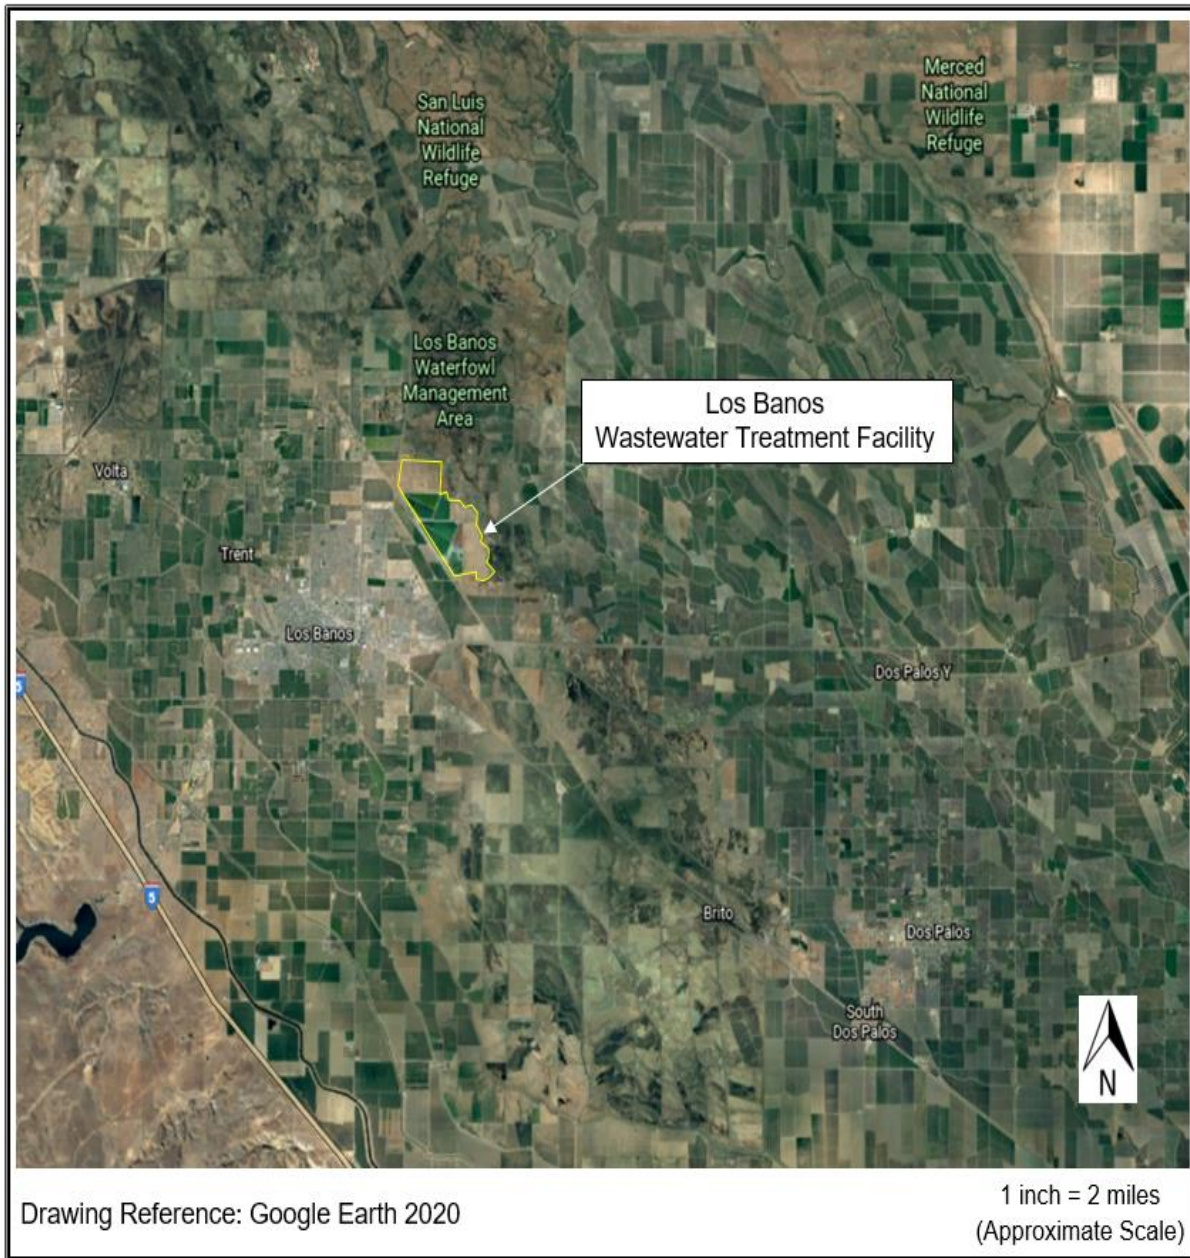 Merced
National
Wildlife
Refuge
San Luis
National
Wildlife
Refuge
Los Banos
Waterfowl
Management
Area
Los Banos
Wastewater Treatment Facility
Volta
Trent
Los Banos
Dos Palos Y
5
5
Brito
Dos Palos
South
Dos Palos
N
Drawing Reference: Google Earth 2020
1 inch = 2 miles
(Approximate Scale)